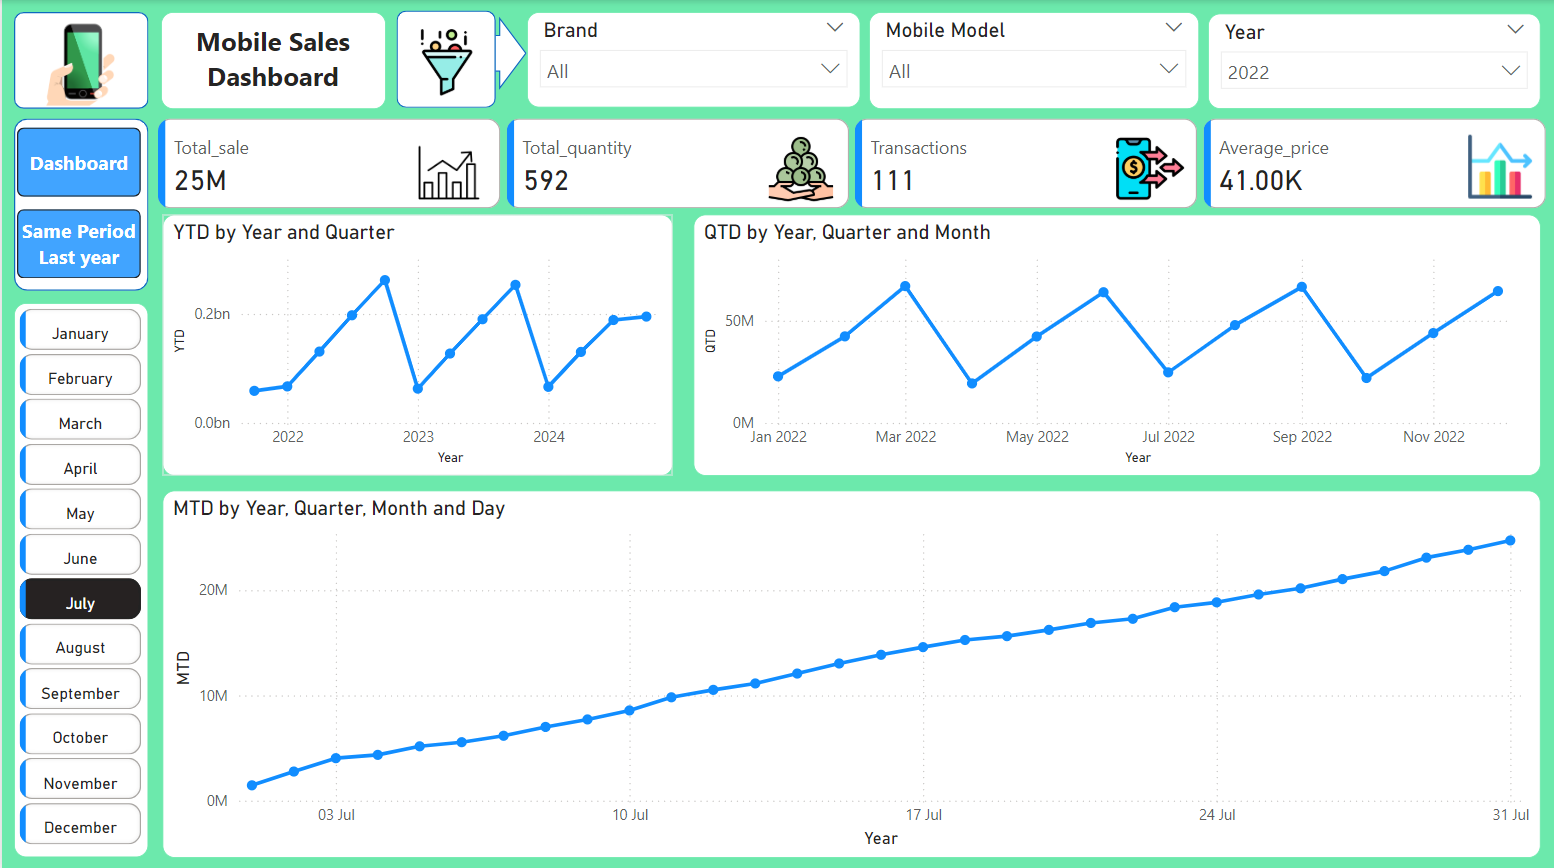 Mobile Sales
Dashboard
Brand
All
Mobile Model
All
Year
2022
Dashboard
Same Period
Last year
Total_sale
25M
Total_quantity
592
Transactions
111
Average_price
41.00K
January
February
March
April
May
June
July
August
September
October
November
December
YTD by Year and Quarter
YTD
0.2bn
0.0bn
2022 2023 2024
Year
QTD by Year, Quarter and Month
QTD
50M
0M
Jan 2022 Mar 2022 May 2022 Jul 2022 Sep 2022 Nov 2022
Year
MTD by Year, Quarter, Month and Day
MTD
20M
10M
0M
03 Jul 10 Jul 17 Jul 24 Jul 31 Jul
Year